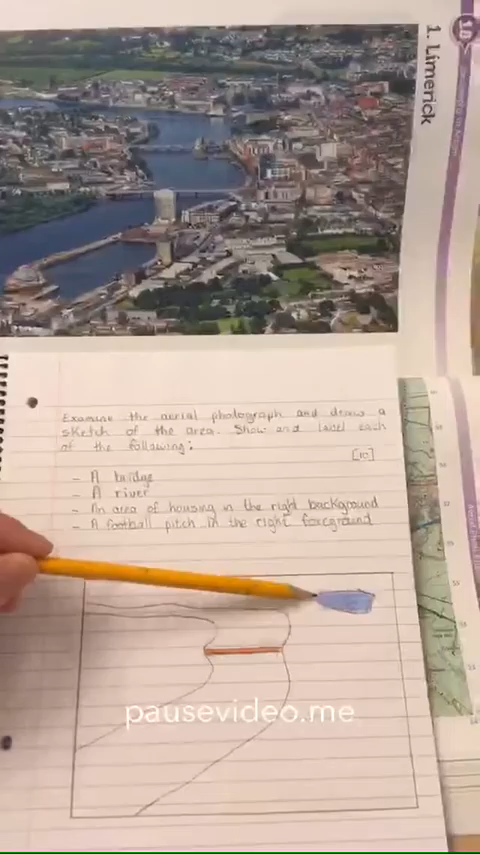 1. Limerick
Examine the aerial photograph and draw a
sketch of the area. Show and label each
of the following:
[10]
- A bridge
- A river
- An area of housing in the right background
- A football pitch in the right foreground
pausevideo.me